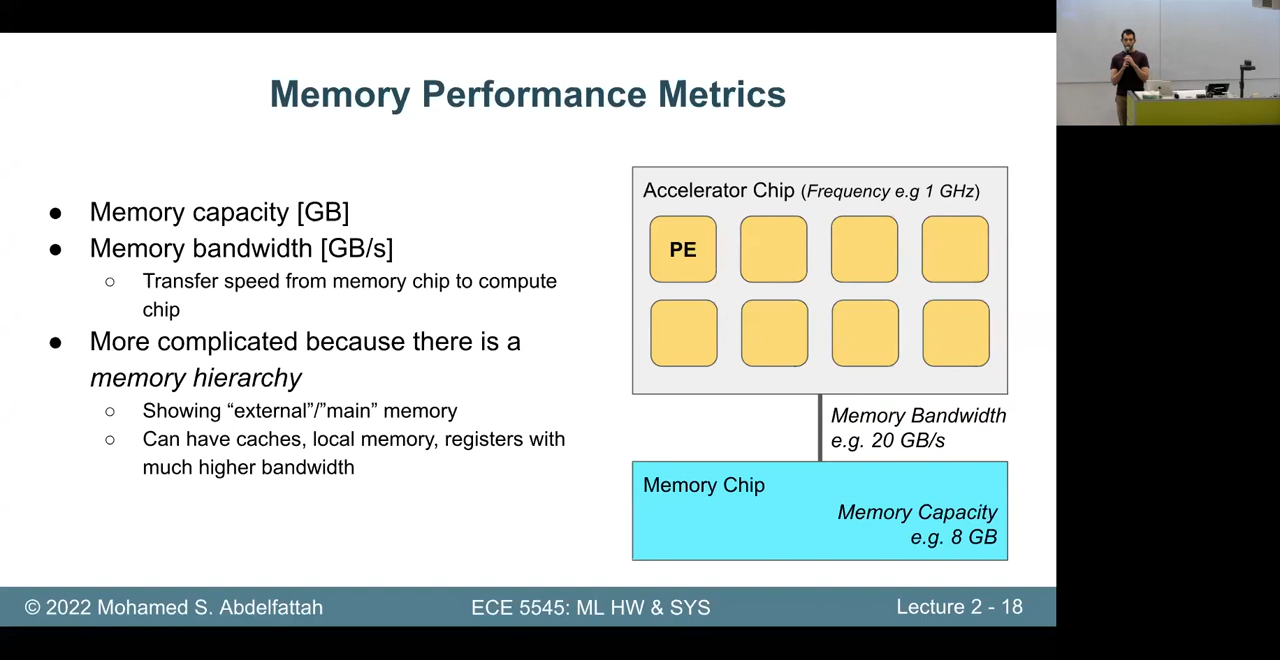 Memory Performance Metrics
● Memory capacity [GB]
● Memory bandwidth [GB/s]
○ Transfer speed from memory chip to compute
chip
● More complicated because there is a
memory hierarchy
○ Showing “external”/”main” memory
○ Can have caches, local memory, registers with
much higher bandwidth
Accelerator Chip (Frequency e.g 1 GHz)
PE
Memory Bandwidth
e.g. 20 GB/s
Memory Chip
Memory Capacity
e.g. 8 GB
© 2022 Mohamed S. Abdelfattah
ECE 5545: ML HW & SYS
Lecture 2 - 18